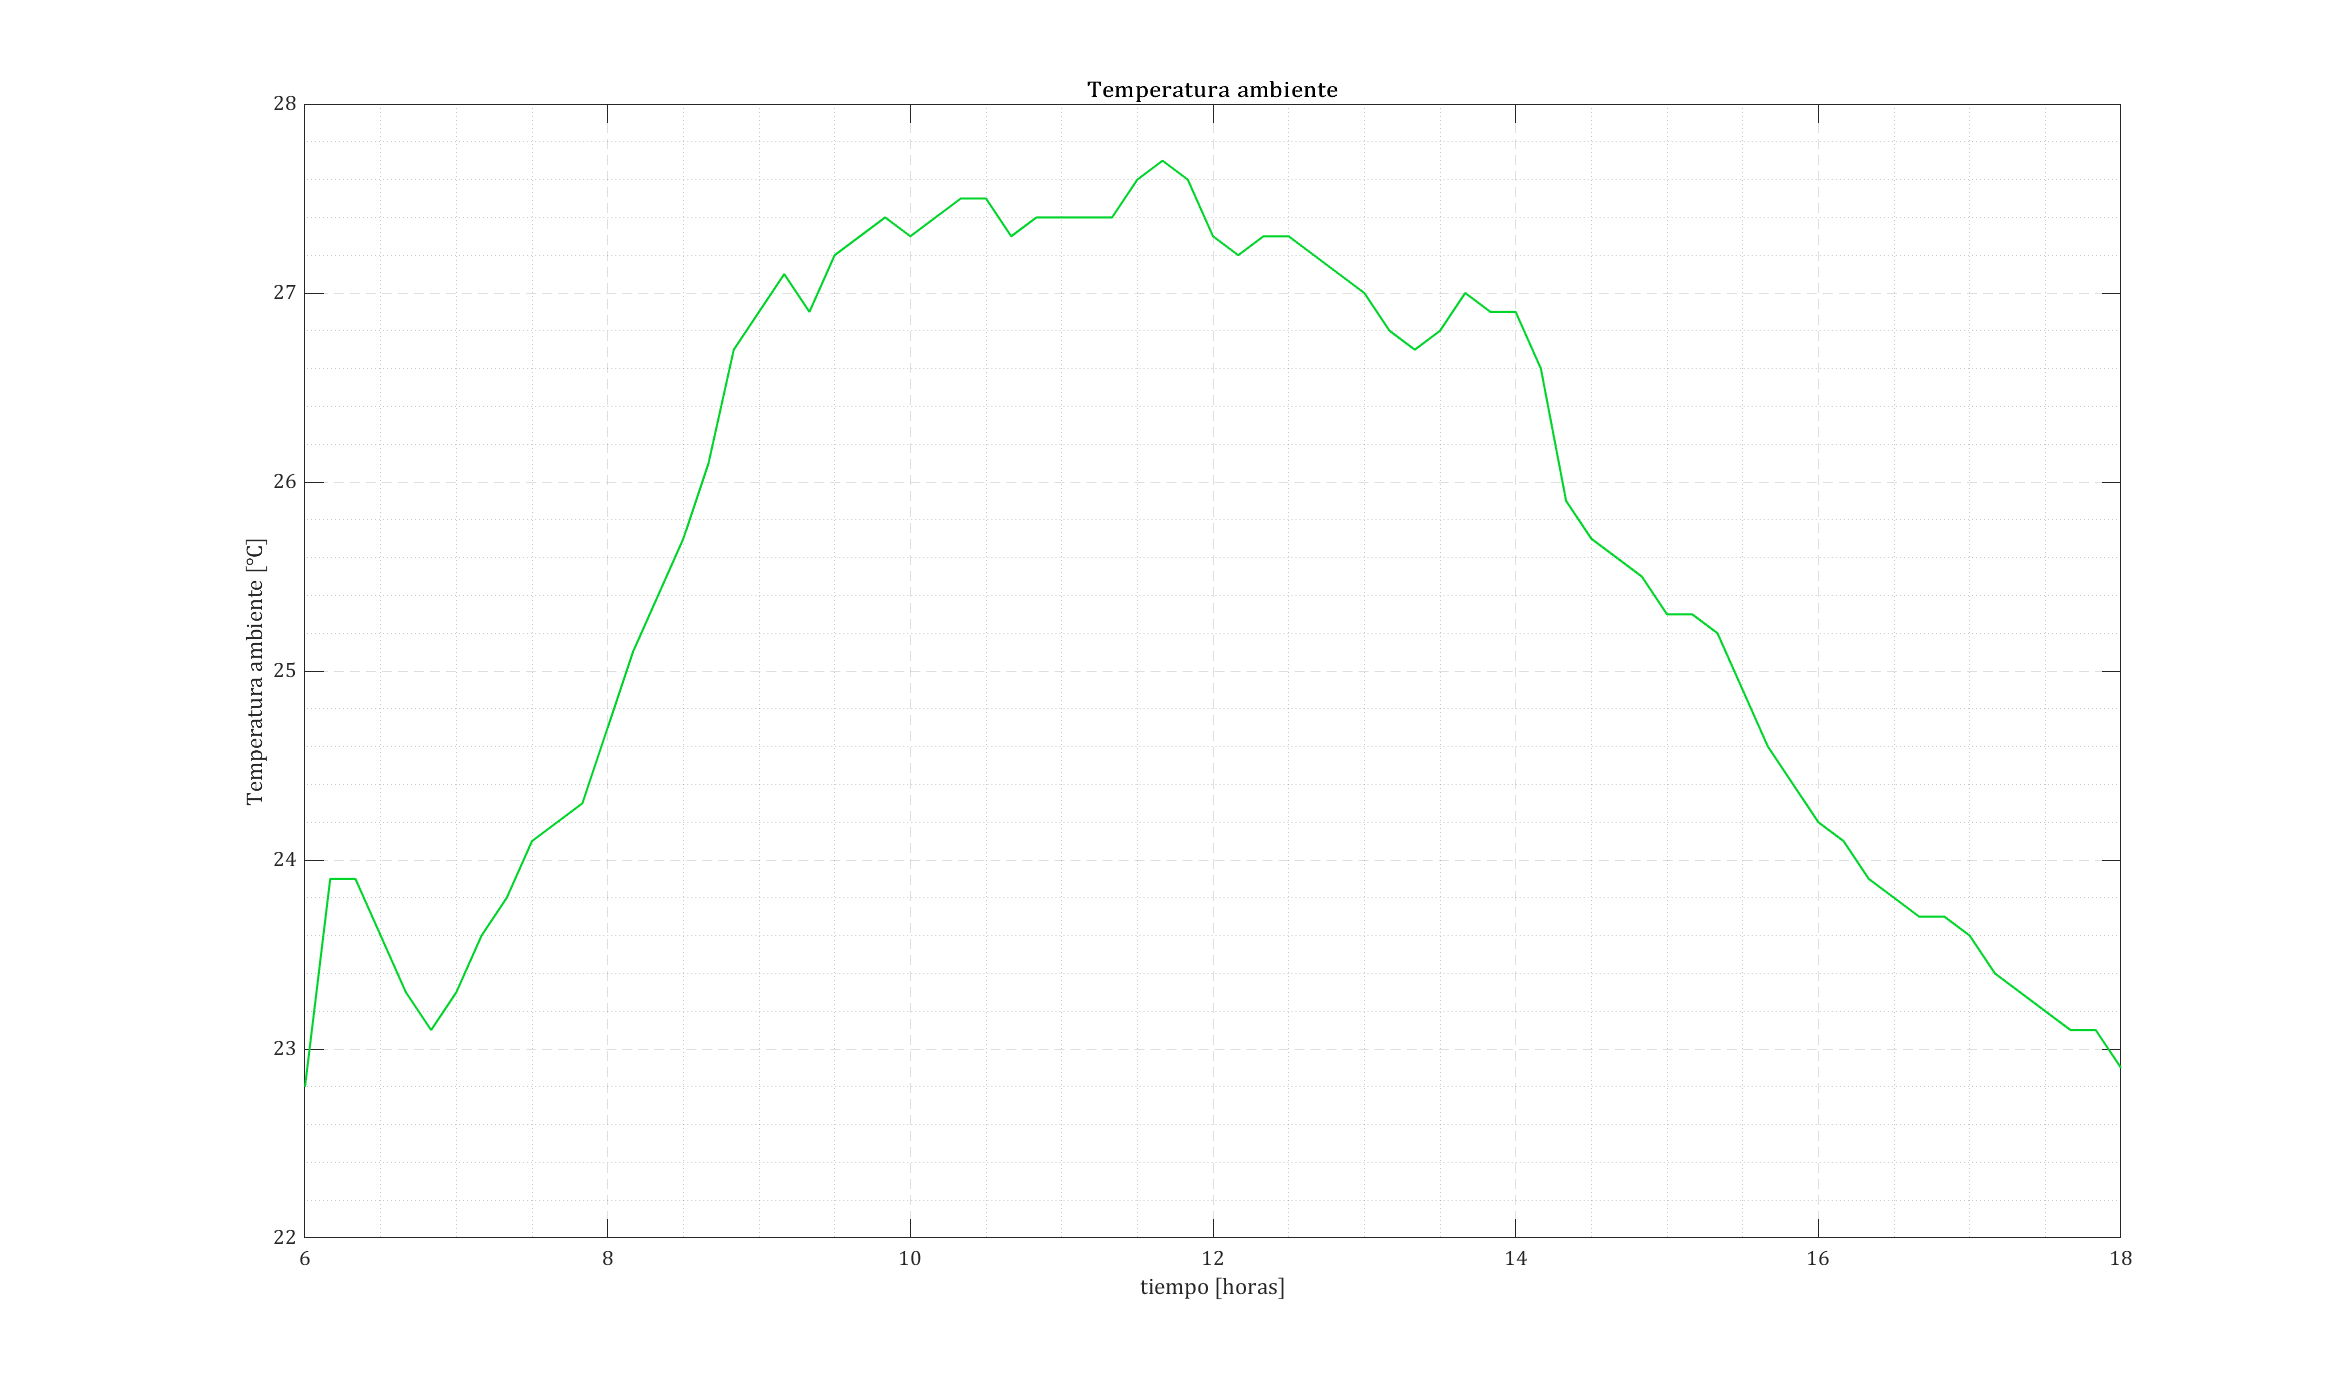 Temperatura ambiente
28
27
26
25
24
23
22
Temperatura ambiente [°C]
6 8 10 12 14 16 18
tiempo [horas]